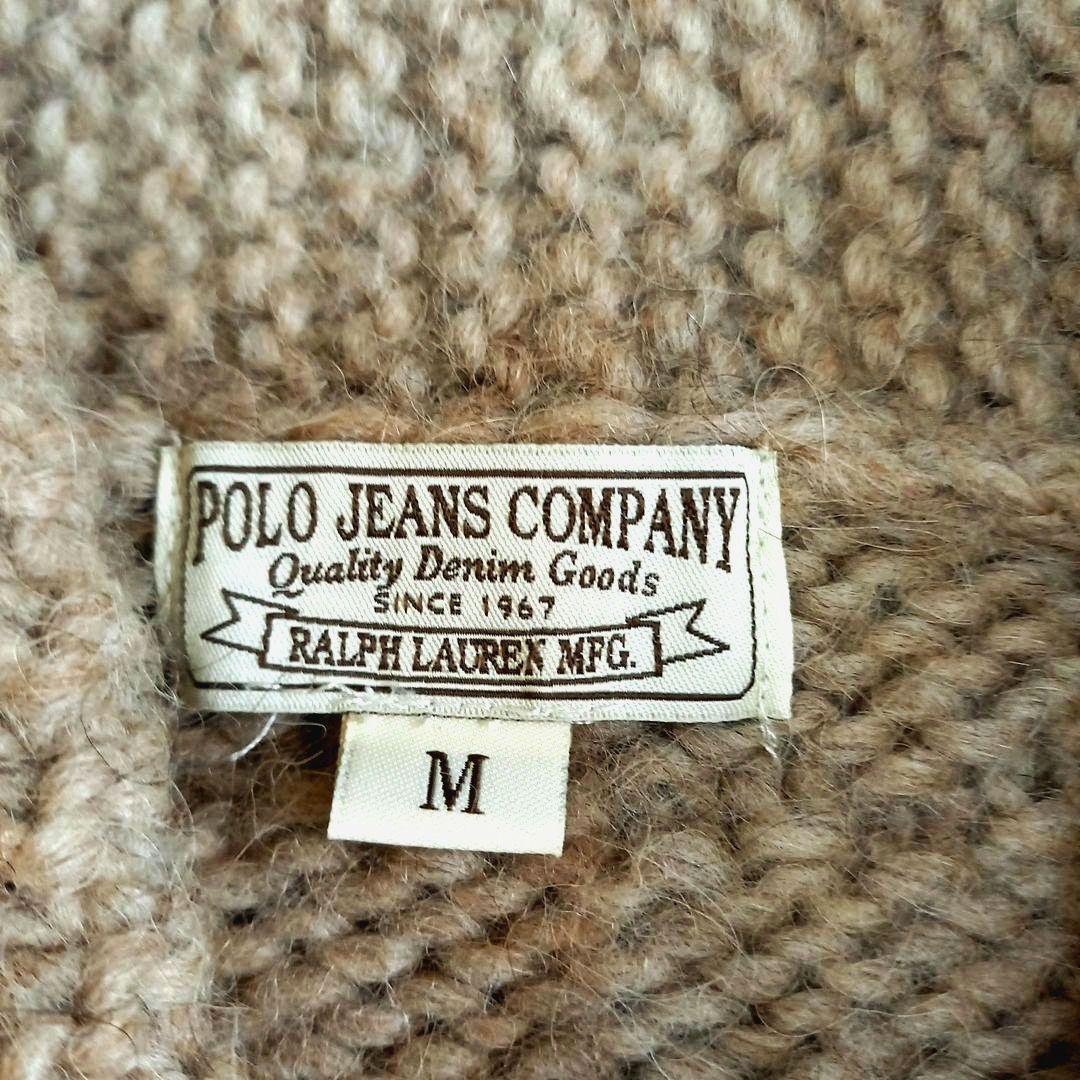 POLO JEANS COMPANY
Quality Denim Goods
SINCE 1967
RALPH LAUREN MFG.
M